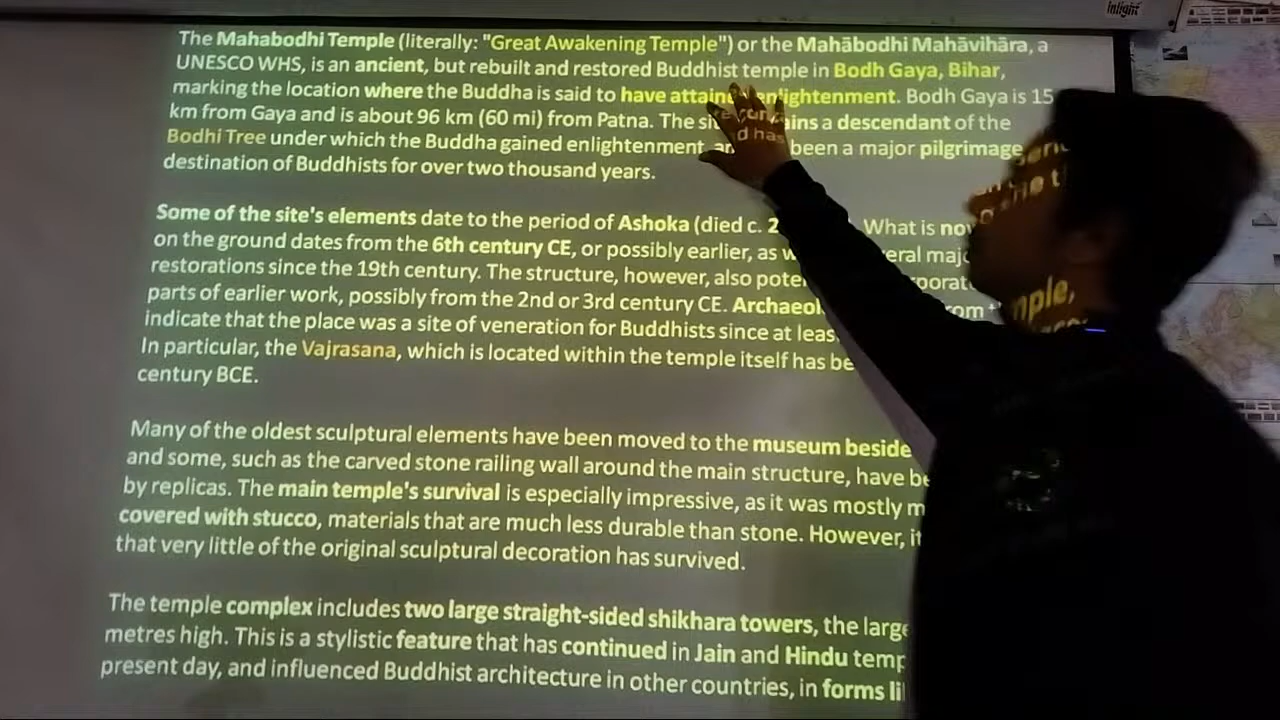 inlight
The Mahabodhi Temple (literally: "Great Awakening Temple") or the Mahābodhi Mahāvihāra, a
UNESCO WHS, is an ancient, but rebuilt and restored Buddhist temple in Bodh Gaya, Bihar,
marking the location where the Buddha is said to have attained enlightenment. Bodh Gaya is 15
km from Gaya and is about 96 km (60 mi) from Patna. The site contains a descendant of the
Bodhi Tree under which the Buddha gained enlightenment and has been a major pilgrimage
destination of Buddhists for over two thousand years.
Some of the site's elements date to the period of Ashoka (died c. 2 What is now
on the ground dates from the 6th century CE, or possibly earlier, as
restorations since the 19th century. The structure, however, also
parts of earlier work, possibly from the 2nd or 3rd century CE.
indicate that the place was a site of veneration for Buddhists since at
In particular, the Vajrasana, which is located within the temple itself has
century BCE.
Many of the oldest sculptural elements have been moved to the museum beside
and some, such as the carved stone railing wall around the main structure, have
by replicas. The main temple's survival is especially impressive, as it was mostly
covered with stucco, materials that are much less durable than stone. However,
that very little of the original sculptural decoration has survived.
The temple complex includes two large straight-sided shikhara towers, the
metres high. This is a stylistic feature that has continued in Jain and Hindu
present day, and influenced Buddhist architecture in other countries, in forms